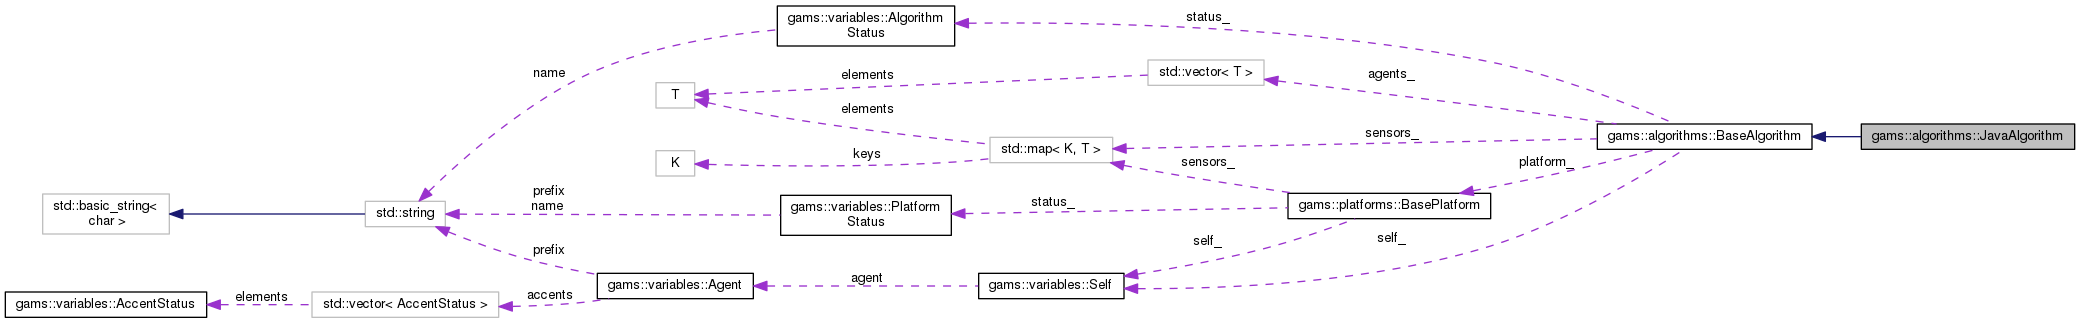 gams::variables::Algorithm
Status
status_
name
elements
std::vector< T >
agents_
T
elements
sensors_
gams::algorithms::BaseAlgorithm
gams::algorithms::JavaAlgorithm
std::map< K, T >
K
keys
sensors_
platform_
prefix
name
std::basic_string<
char >
std::string
gams::variables::Platform
Status
status_
gams::platforms::BasePlatform
prefix
self_
self_
agent
gams::variables::Agent
gams::variables::Self
gams::variables::AccentStatus
elements
std::vector< AccentStatus >
accents